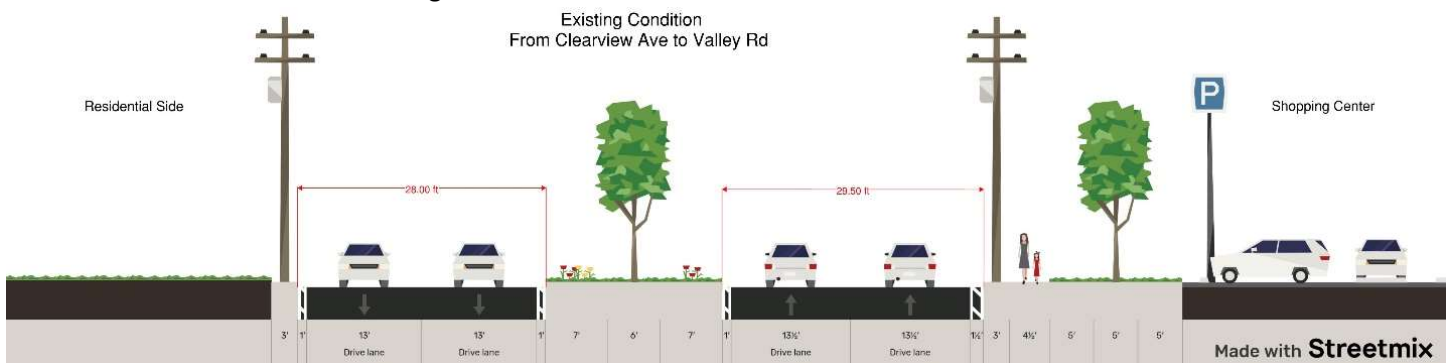 Existing Condition
From Clearview Ave to Valley Rd
Residential Side
P
Shopping Center
28.00 ft
29.50 ft
3' 1' 13' 13' 1' 7' 6' 7' 1' 13½' 13½' 1½' 3' 4½' 5' 5' 5'
Drive lane Drive lane Drive lane Drive lane
Made with Streetmix